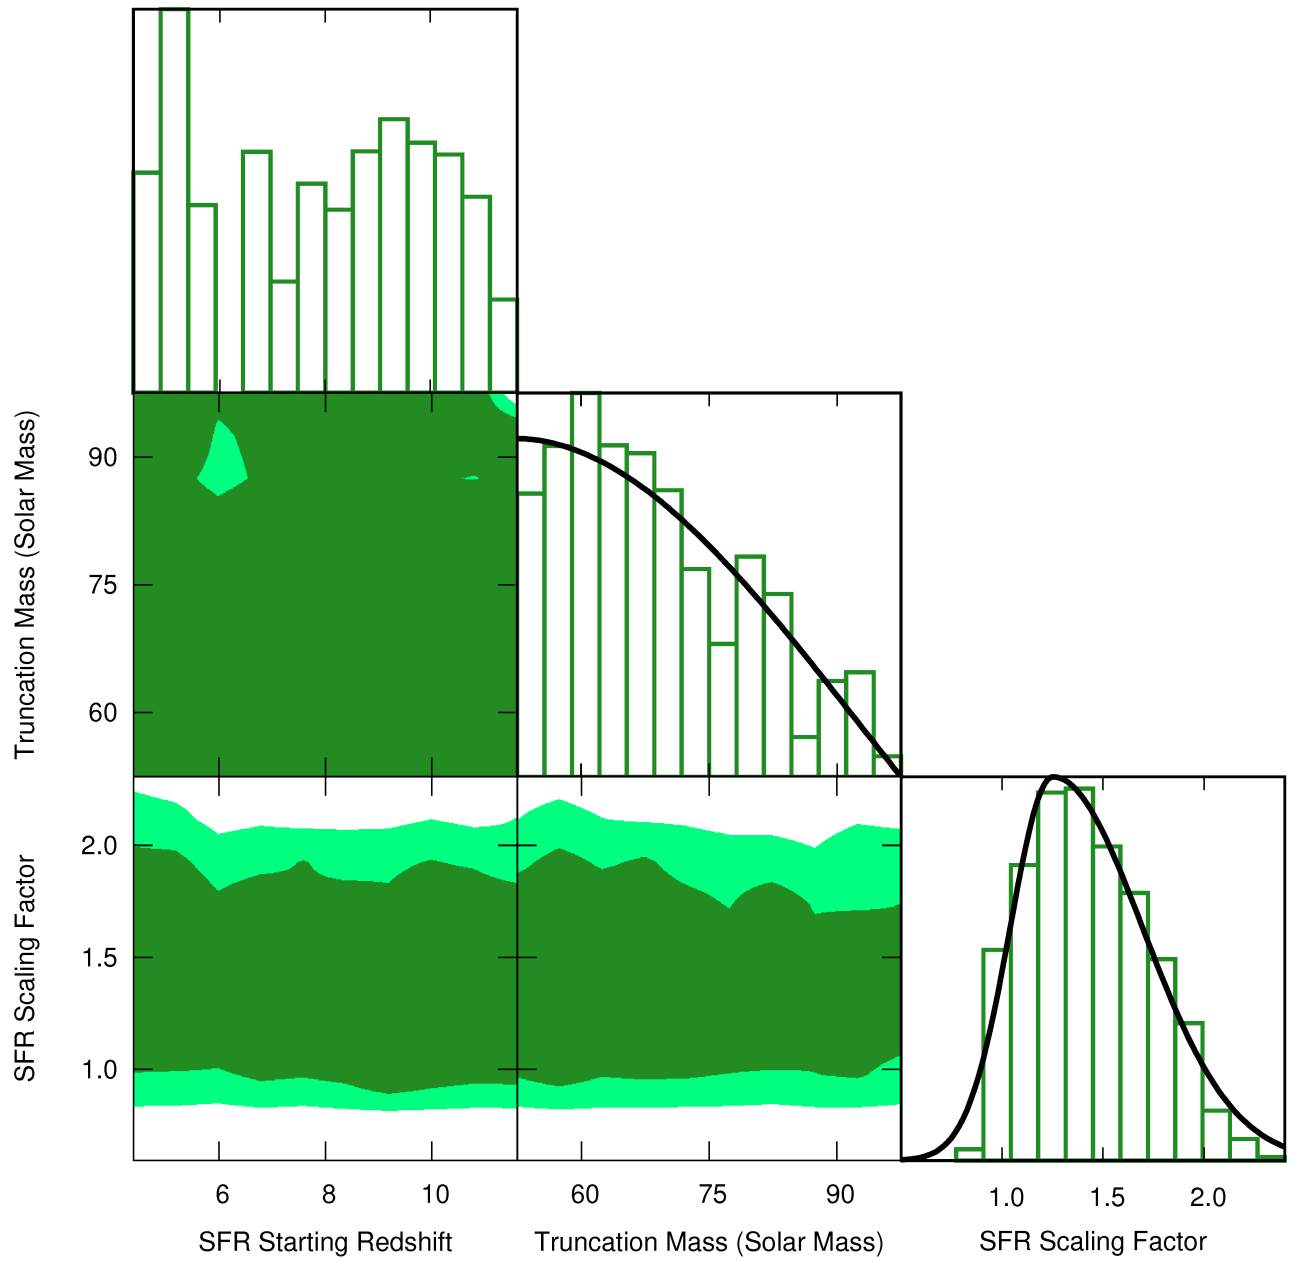 Truncation Mass (Solar Mass)
90
75
60
SFR Scaling Factor
2.0
1.5
1.0
6 8 10
60 75 90
1.0 1.5 2.0
SFR Starting Redshift
Truncation Mass (Solar Mass)
SFR Scaling Factor